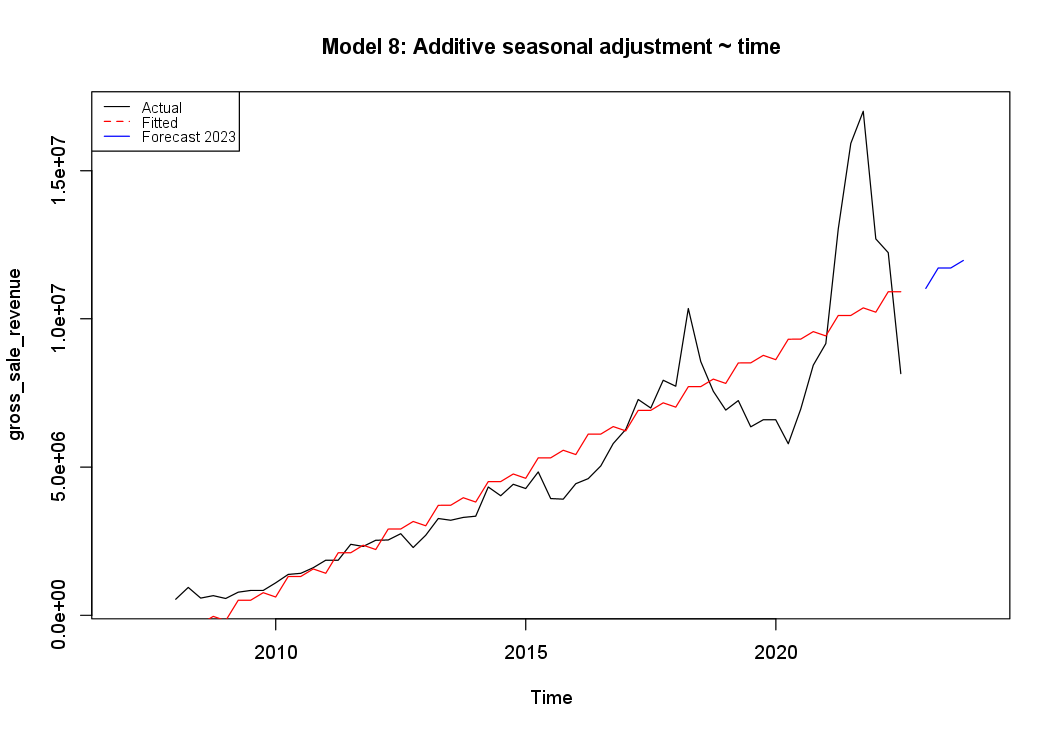 Model 8: Additive seasonal adjustment ~ time
Actual
Fitted
Forecast 2023
1.5e+07
1.0e+07
5.0e+06
0.0e+00
gross_sale_revenue
2010 2015 2020
Time